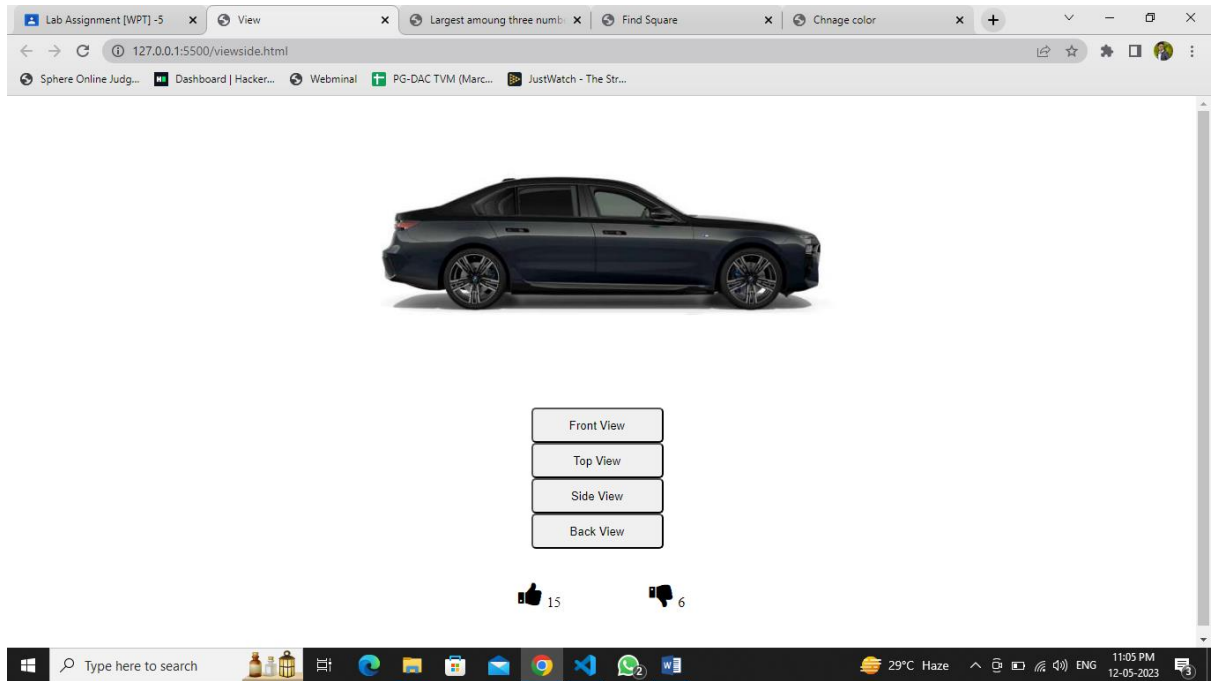 Lab Assignment [WPT] -5
View
Largest amoung three numb
Find Square
Chnage color
127.0.0.1:5500/viewside.html
Sphere Online Judg...
Dashboard | Hacker...
Webminal
PG-DAC TVM (Marc...
JustWatch - The Str...
Front View
Top View
Side View
Back View
15
6
Type here to search
2
29°C Haze
ENG
11:05 PM
12-05-2023
3